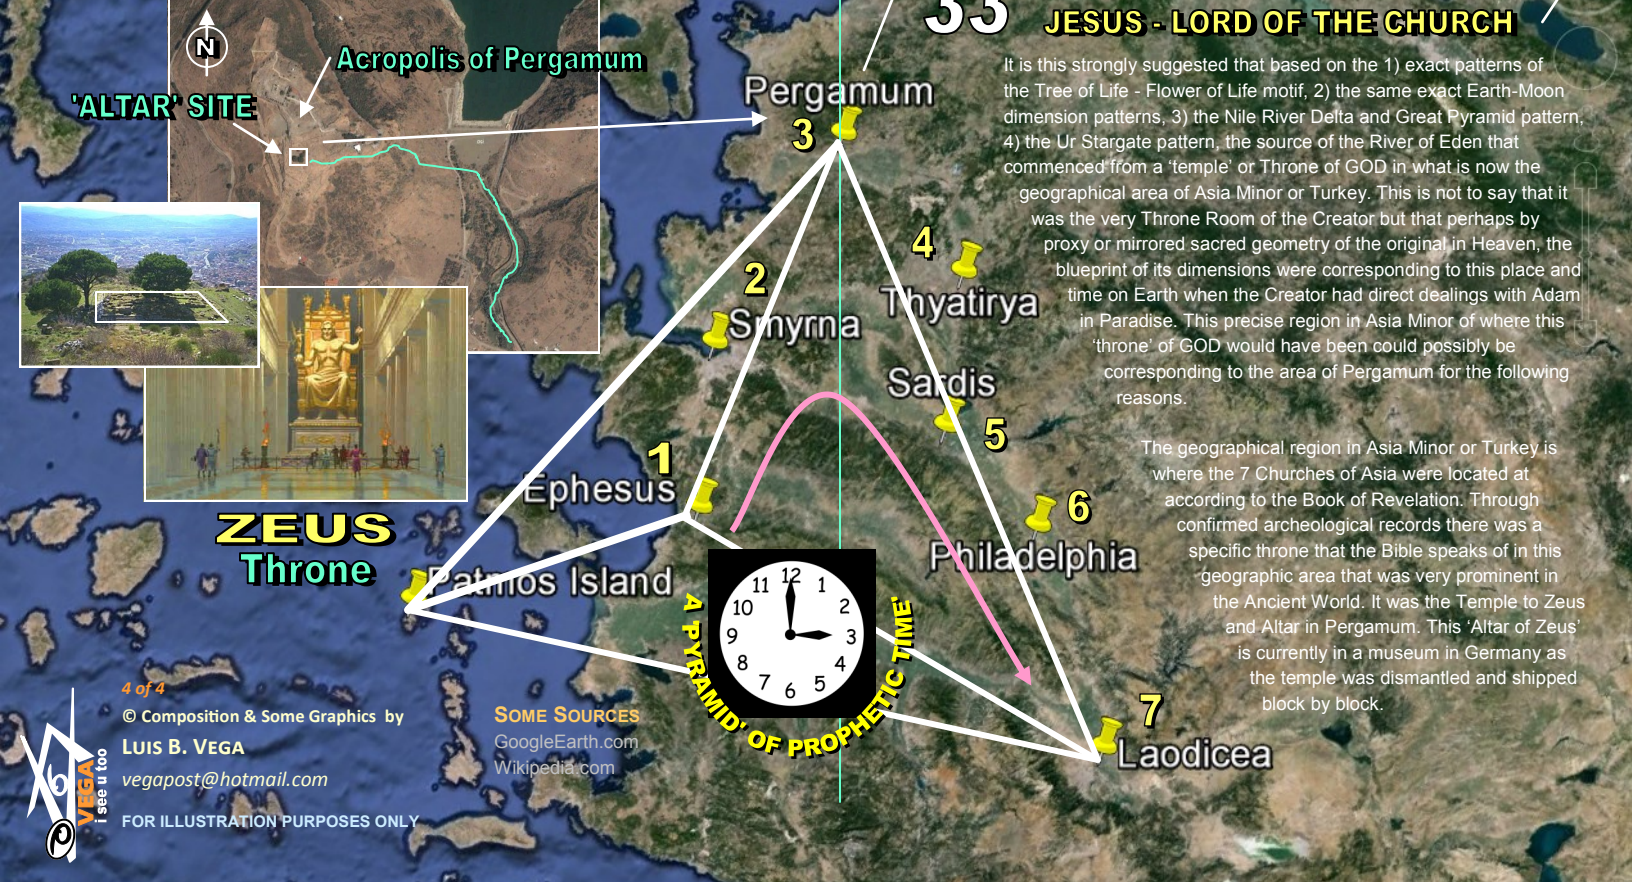 33
JESUS - LORD OF THE CHURCH
N
Acropolis of Pergamum
'ALTAR' SITE
It is this strongly suggested that based on the 1) exact patterns of
the Tree of Life - Flower of Life motif, 2) the same exact Earth-Moon
dimension patterns, 3) the Nile River Delta and Great Pyramid pattern,
4) the Ur Stargate pattern, the source of the River of Eden that
commenced from a ‘temple’ or Throne of GOD in what is now the
geographical area of Asia Minor or Turkey. This is not to say that it
was the very Throne Room of the Creator but that perhaps by
proxy or mirrored sacred geometry of the original in Heaven, the
blueprint of its dimensions were corresponding to this place and
time on Earth when the Creator had direct dealings with Adam
in Paradise. This precise region in Asia Minor of where this
‘throne’ of GOD would have been could possibly be
corresponding to the area of Pergamum for the following
reasons.
The geographical region in Asia Minor or Turkey is
where the 7 Churches of Asia were located at
according to the Book of Revelation. Through
confirmed archeological records there was a
specific throne that the Bible speaks of in this
geographic area that was very prominent in
the Ancient World. It was the Temple to Zeus
and Altar in Pergamum. This ‘Altar of Zeus’
is currently in a museum in Germany as
the temple was dismantled and shipped
block by block.
Pergamum
3
4
Thyatirya
2
Smyrna
Sardis
5
1
Ephesus
6
Philadelphia
ZEUS
Throne
Patmos Island
12
1
2
3
4
5
6
7
8
9
10
11
A 'PYRAMID' OF PROPHETIC TIME'
7
Laodicea
4 of 4
© Composition & Some Graphics by
LUIS B. VEGA
vegapost@hotmail.com
FOR ILLUSTRATION PURPOSES ONLY
VEGA
i see u too
SOME SOURCES
GoogleEarth.com
Wikipedia.com